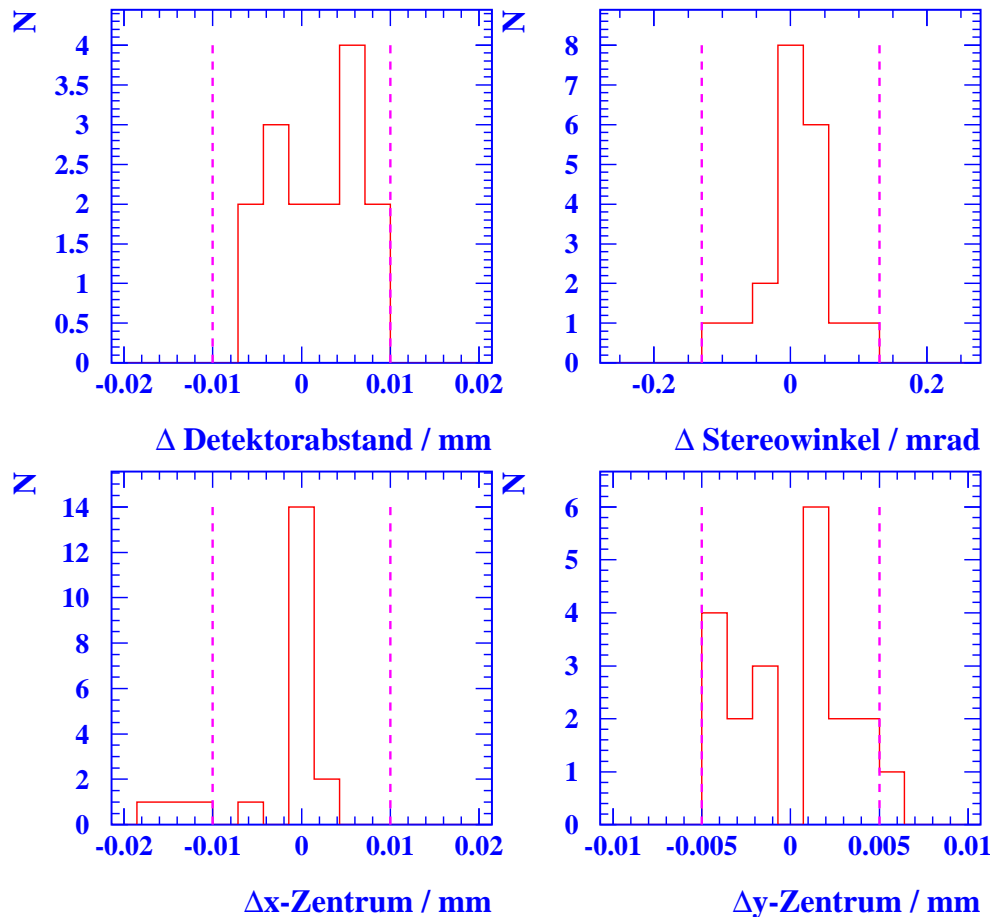 N
4
3.5
3
2.5
2
1.5
1
0.5
0
-0.02 -0.01 0 0.01 0.02
Δ Detektorabstand / mm
N
8
7
6
5
4
3
2
1
0
-0.2 0 0.2
Δ Stereowinkel / mrad
N
14
12
10
8
6
4
2
0
-0.02 -0.01 0 0.01 0.02
Δx-Zentrum / mm
N
6
5
4
3
2
1
0
-0.01 -0.005 0 0.005 0.01
Δy-Zentrum / mm